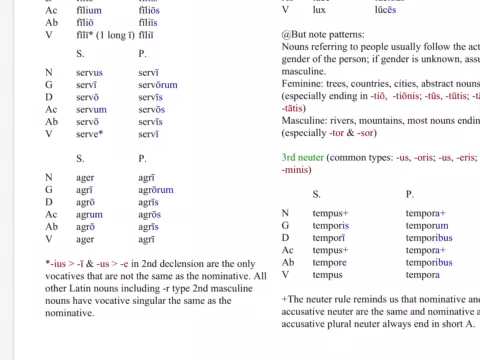 Ac fīlium fīliōs
Ab fīliō fīliīs
V fīlī* (1 long ī) fīliī
S. P.
N servus servī
G servī servōrum
D servō servīs
Ac servum servōs
Ab servō servīs
V serve* servī
S. P.
N ager agrī
G agrī agrōrum
D agrō agrīs
Ac agrum agrōs
Ab agrō agrīs
V ager agrī
*-ius > -ī & -us > -e in 2nd declension are the only
vocatives that are not the same as the nominative. All
other Latin nouns including -r type 2nd masculine
nouns have vocative singular the same as the
nominative.
V lux lūcēs
@But note patterns:
Nouns referring to people usually follow the
gender of the person; if gender is unknown,
masculine.
Feminine: trees, countries, cities, abstract nouns
(especially ending in -tiō, -iōnis; -tūs, -tūtis;
-tātis)
Masculine: rivers, mountains, most nouns
(especially -tor & -sor)
3rd neuter (common types: -us, -oris; -us, -eris;
-minis)
S. P.
N tempus+ tempora+
G temporis temporum
D temporī temporibus
Ac tempus+ tempora+
Ab tempore temporibus
V tempus tempora
+The neuter rule reminds us that nominative
accusative neuter are the same and nominative
accusative plural neuter always end in short A.